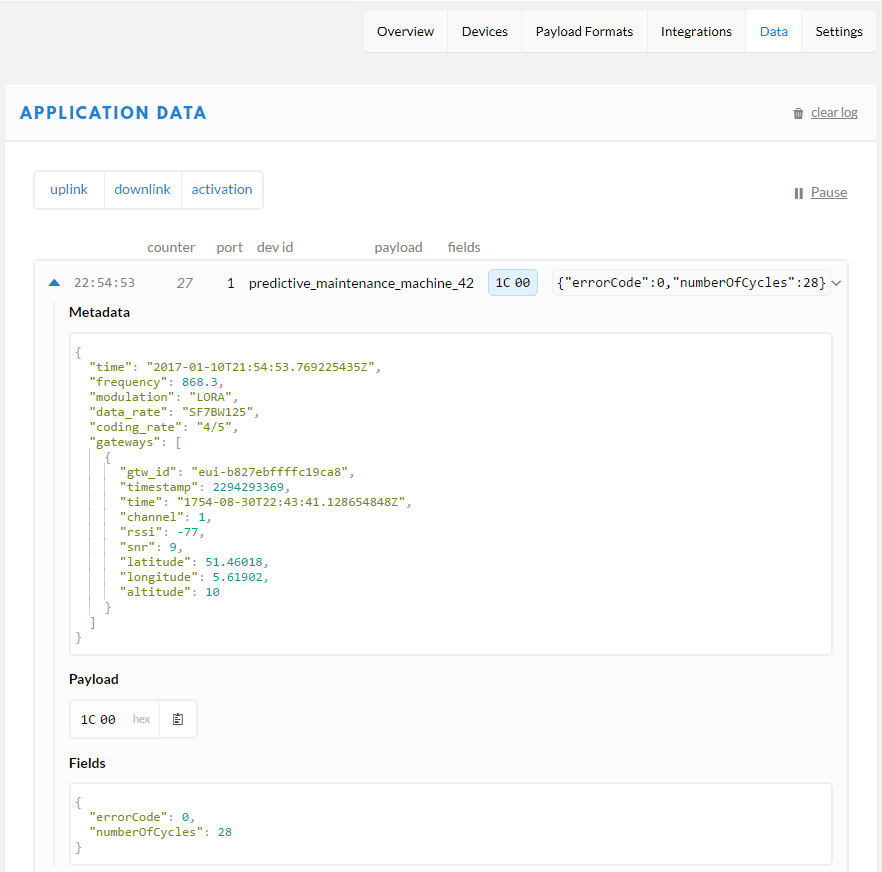 Overview Devices Payload Formats Integrations Data Settings
APPLICATION DATA clear log
uplink downlink activation Pause
counter port dev id payload fields
22:54:53 27 1 predictive_maintenance_machine_42 1C 00 {"errorCode":0,"numberOfCycles":28}
Metadata
{
"time": "2017-01-10T21:54:53.769225435Z",
"frequency": 868.3,
"modulation": "LORA",
"data_rate": "SF7BW125",
"coding_rate": "4/5",
"gateways": [
{
"gtw_id": "eui-b827ebffffc19ca8",
"timestamp": 2294293369,
"time": "1754-08-30T22:43:41.128654848Z",
"channel": 1,
"rssi": -77,
"snr": 9,
"latitude": 51.46018,
"longitude": 5.61902,
"altitude": 10
}
]
}
Payload
1C 00 hex
Fields
{
"errorCode": 0,
"numberOfCycles": 28
}